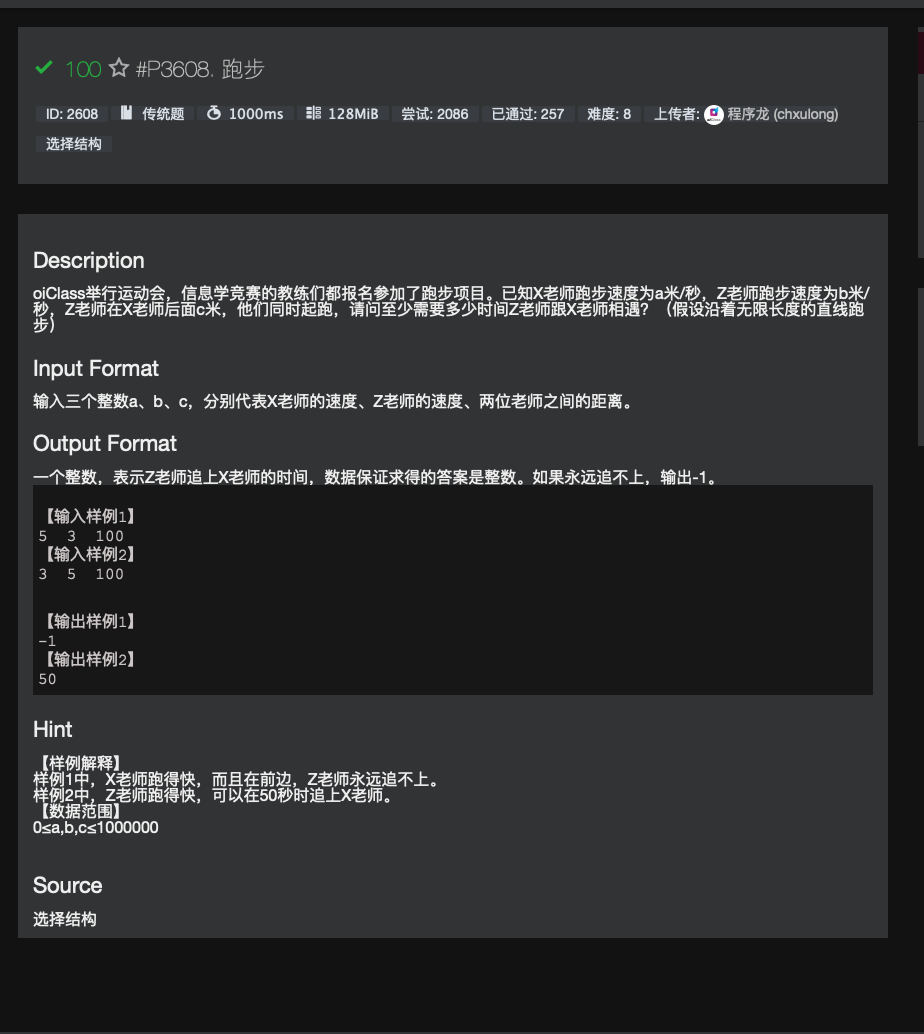 100 #P3608. 跑步
ID: 2608 传统题 1000ms 128MiB 尝试: 2086 已通过: 257 难度: 8 上传者: 程序龙 (chxulong)
选择结构
Description
oiClass举行运动会，信息学竞赛的教练们都报名参加了跑步项目。已知X老师跑步速度为a米/秒，Z老师跑步速度为b米/
秒，Z老师在X老师后面c米，他们同时起跑，请问至少需要多少时间Z老师跟X老师相遇？（假设沿着无限长度的直线跑
步）
Input Format
输入三个整数a、b、c，分别代表X老师的速度、Z老师的速度、两位老师之间的距离。
Output Format
一个整数，表示Z老师追上X老师的时间，数据保证求得的答案是整数。如果永远追不上，输出-1。
【输入样例1】
5 3 100
【输入样例2】
3 5 100
【输出样例1】
-1
【输出样例2】
50
Hint
【样例解释】
样例1中，X老师跑得快，而且在前边，Z老师永远追不上。
样例2中，Z老师跑得快，可以在50秒时追上X老师。
【数据范围】
0≤a,b,c≤1000000
Source
选择结构